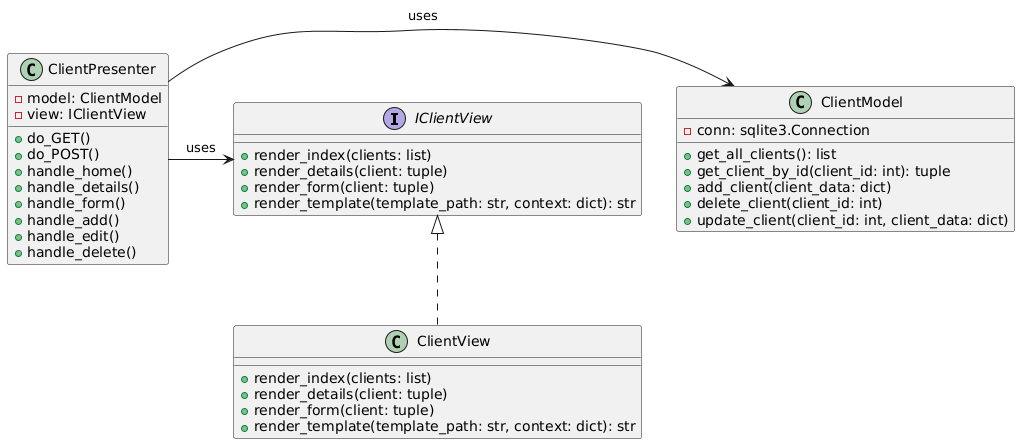 uses
C ClientPresenter
model: ClientModel
view: IClientView
do_GET()
do_POST()
handle_home()
handle_details()
handle_form()
handle_add()
handle_edit()
handle_delete()
uses
I IClientView
render_index(clients: list)
render_details(client: tuple)
render_form(client: tuple)
render_template(template_path: str, context: dict): str
C ClientModel
conn: sqlite3.Connection
get_all_clients(): list
get_client_by_id(client_id: int): tuple
add_client(client_data: dict)
delete_client(client_id: int)
update_client(client_id: int, client_data: dict)
C ClientView
render_index(clients: list)
render_details(client: tuple)
render_form(client: tuple)
render_template(template_path: str, context: dict): str